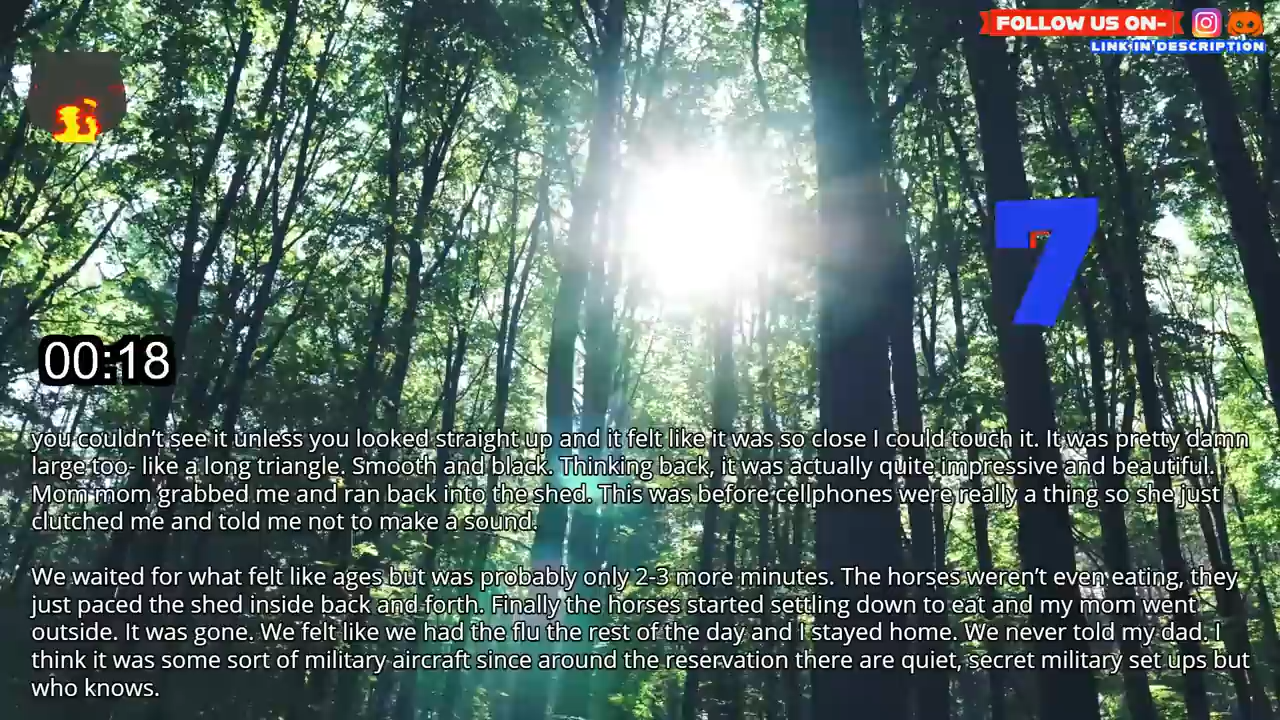 FOLLOW US ON-
LINK IN DESCRIPTION
7
00:18
you couldn’t see it unless you looked straight up and it felt like it was so close I could touch it. It was pretty damn
large too- like a long triangle. Smooth and black. Thinking back, it was actually quite impressive and beautiful.
Mom mom grabbed me and ran back into the shed. This was before cellphones were really a thing so she just
clutched me and told me not to make a sound.
We waited for what felt like ages but was probably only 2-3 more minutes. The horses weren’t even eating, they
just paced the shed inside back and forth. Finally the horses started settling down to eat and my mom went
outside. It was gone. We felt like we had the flu the rest of the day and I stayed home. We never told my dad. I
think it was some sort of military aircraft since around the reservation there are quiet, secret military set ups but
who knows.